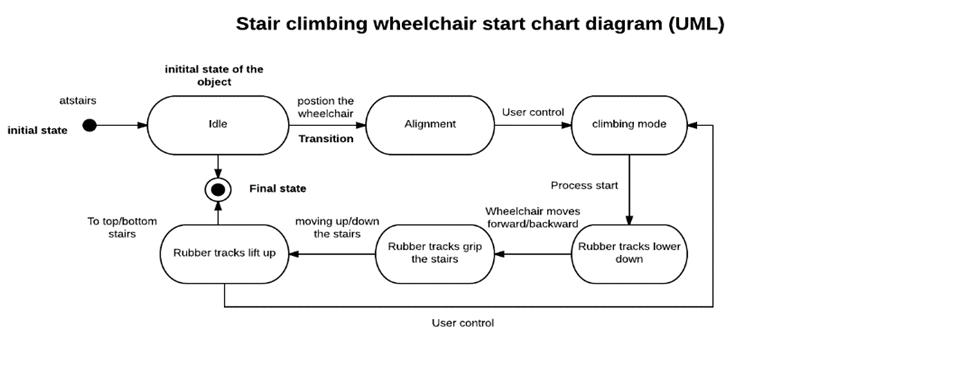 Stair climbing wheelchair start chart diagram (UML)
initital state of the
object
atstairs
initial state
Idle
postion the
wheelchair
Transition
Alignment
User control
climbing mode
Final state
Process start
To top/bottom
stairs
Rubber tracks lift up
moving up/down
the stairs
Rubber tracks grip
the stairs
Wheelchair moves
forward/backward
Rubber tracks lower
down
User control